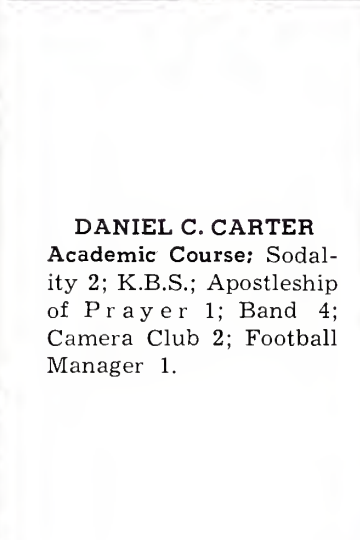 DANIEL C. CARTER
Academic Course: Sodal-
ity 2; K.B.S.; Apostleship
of Prayer 1; Band 4;
Camera Club 2; Football
Manager 1.